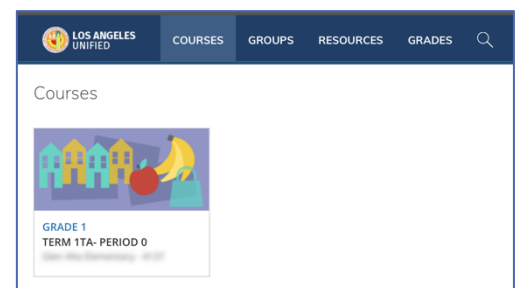 LOS ANGELES
UNIFIED
COURSES
GROUPS
RESOURCES
GRADES
Courses
GRADE 1
TERM 1TA- PERIOD 0